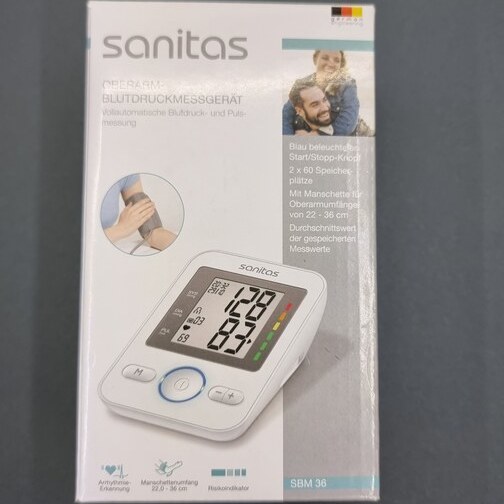 sanitas
german
engineering
OBERARM-
BLUTDRUCKMESSGERÄT
Vollautomatische Blutdruck- und Puls-
messung
Blau beleuchteter
Start/Stopp-Knopf
2 x 60 Speicher-
plätze
Mit Manschette für
Oberarmumfänge
von 22 - 36 cm
Durchschnittswert
der gespeicherten
Messwerte
sanitas
128
83
69
M
- +
Arrhythmie-
Erkennung
Manschettenumfang
22,0 - 36 cm
Risikoindikator
SBM 36